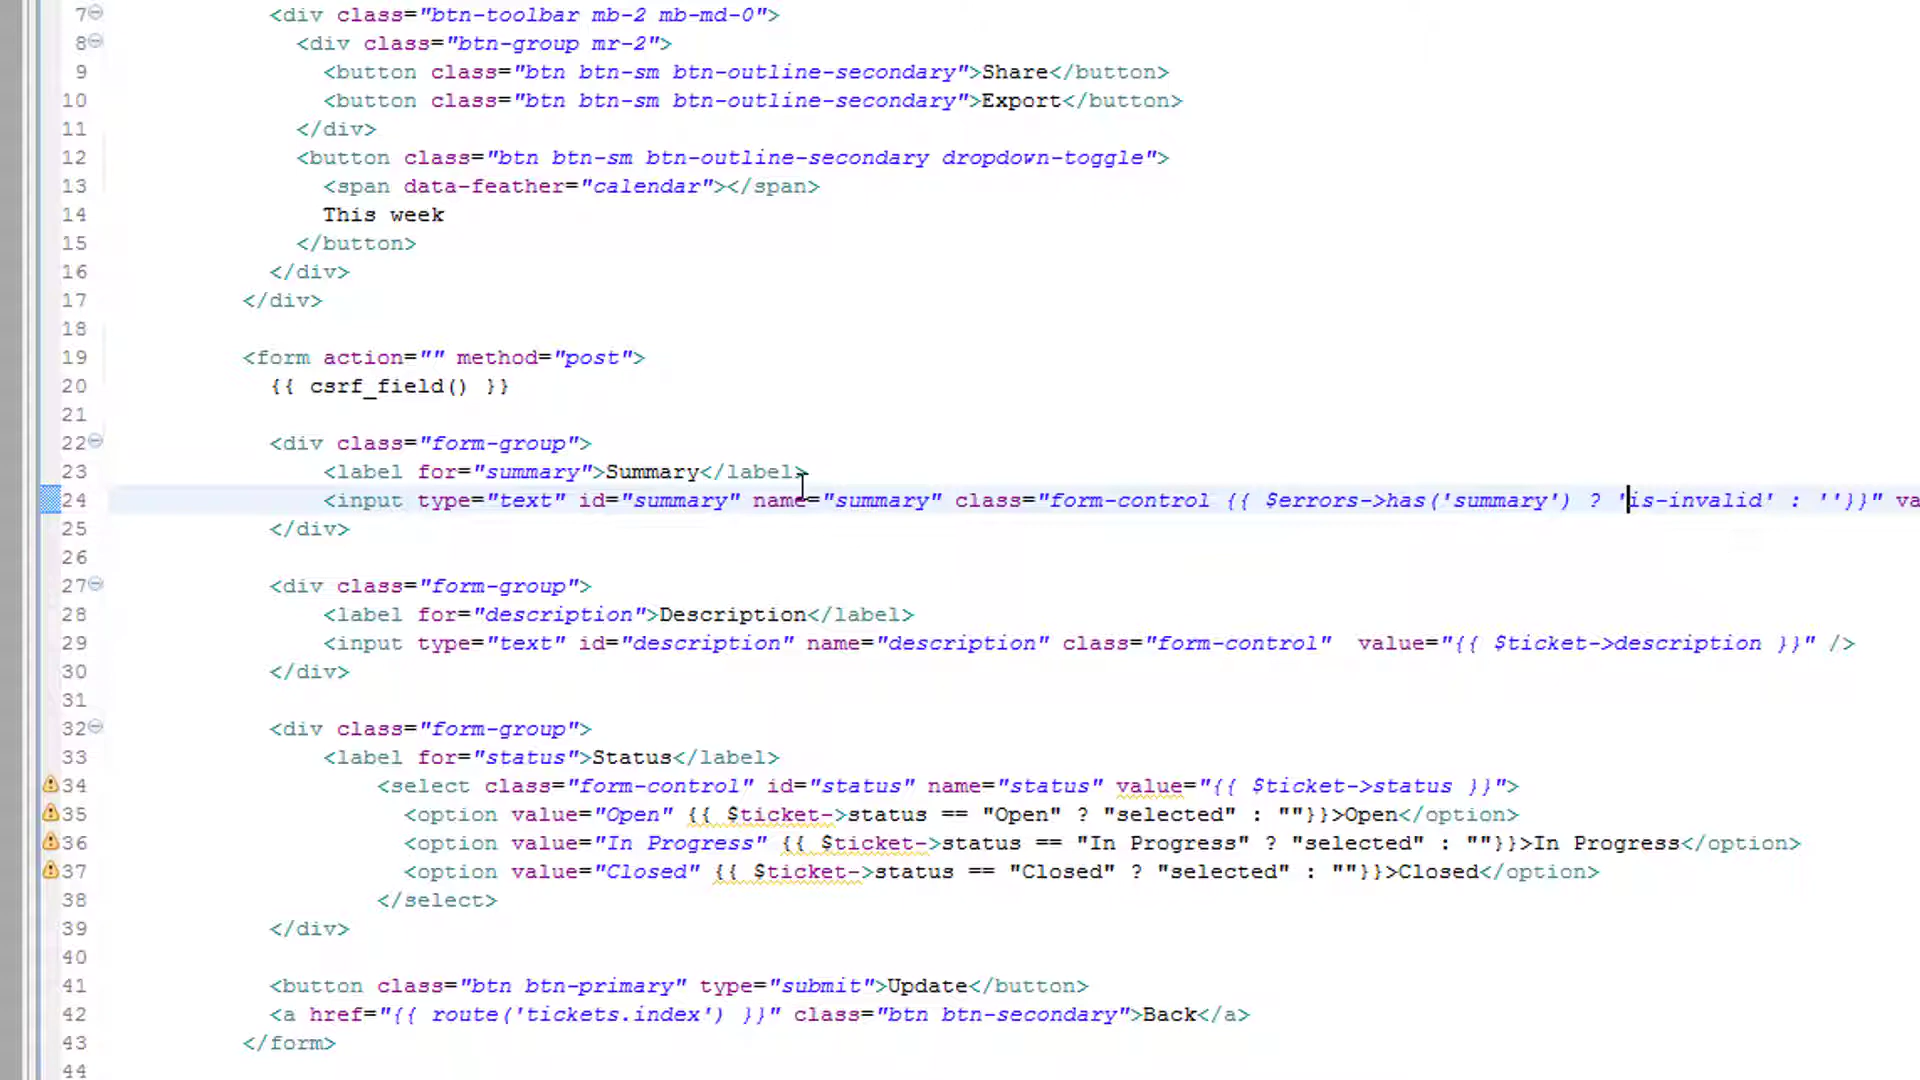 7 <div class="btn-toolbar mb-2 mb-md-0">
8 <div class="btn-group mr-2">
9 <button class="btn btn-sm btn-outline-secondary">Share</button>
10 <button class="btn btn-sm btn-outline-secondary">Export</button>
11 </div>
12 <button class="btn btn-sm btn-outline-secondary dropdown-toggle">
13 <span data-feather="calendar"></span>
14 This week
15 </button>
16 </div>
17 </div>
18
19 <form action="" method="post">
20 {{ csrf_field() }}
21
22 <div class="form-group">
23 <label for="summary">Summary</label>
24 <input type="text" id="summary" name="summary" class="form-control {{ $errors->has('summary') ? 'is-invalid' : ''}}" va
25 </div>
26
27 <div class="form-group">
28 <label for="description">Description</label>
29 <input type="text" id="description" name="description" class="form-control"  value="{{ $ticket->description }}" />
30 </div>
31
32 <div class="form-group">
33 <label for="status">Status</label>
34 <select class="form-control" id="status" name="status" value="{{ $ticket->status }}">
35 <option value="Open" {{ $ticket->status == "Open" ? "selected" : ""}}>Open</option>
36 <option value="In Progress" {{ $ticket->status == "In Progress" ? "selected" : ""}}>In Progress</option>
37 <option value="Closed" {{ $ticket->status == "Closed" ? "selected" : ""}}>Closed</option>
38 </select>
39 </div>
40
41 <button class="btn btn-primary" type="submit">Update</button>
42 <a href="{{ route('tickets.index') }}" class="btn btn-secondary">Back</a>
43 </form>
44